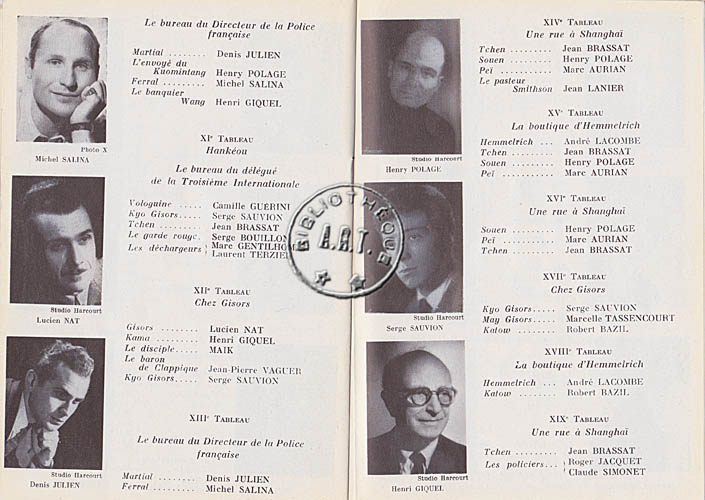 Le bureau du Directeur de la Police
française
Martial ........ Denis JULIEN
L'envoyé du
Kuomintang Henry POLAGE
Ferral ......... Michel SALINA
Le banquier
Wang Henri GIQUEL
Photo X
Michel SALINA
XIe TABLEAU
Hankéou
Le bureau du délégué
de la Troisième Internationale
Vologuine ..... Camille GUERINI
Kyo Gisors..... Serge SAUVION
Tchen ......... Jean BRASSAT
Le garde rouge. Serge BOUILLON
Les déchargeurs Marc GENTILHOM
Laurent TERZIEF
Studio Harcourt
Lucien NAT
XIIe TABLEAU
Chez Gisors
Gisors ........ Lucien NAT
Kama .......... Henri GIQUEL
Le disciple..... MAIK
Le baron
de Clappique Jean-Pierre VAGUER
Kyo Gisors..... Serge SAUVION
XIIIe TABLEAU
Le bureau du Directeur de la Police
française
Martial ........ Denis JULIEN
Ferral ......... Michel SALINA
Studio Harcourt
Denis JULIEN
XIVe TABLEAU
Une rue à Shanghaï
Tchen ......... Jean BRASSAT
Souen ......... Henry POLAGE
Peï ........... Marc AURIAN
Le pasteur
Smithson Jean LANIER
Studio Harcourt
Henry POLAGE
XVe TABLEAU
La boutique d'Hemmelrich
Hemmelrich ... André LACOMBE
Tchen ......... Jean BRASSAT
Souen ......... Henry POLAGE
Peï ........... Marc AURIAN
XVIe TABLEAU
Une rue à Shanghaï
Souen ......... Henry POLAGE
Peï ........... Marc AURIAN
Tchen ......... Jean BRASSAT
Studio Harcourt
Serge SAUVION
XVIIe TABLEAU
Chez Gisors
Kyo Gisors..... Serge SAUVION
May Gisors..... Marcelle TASSENCOURT
Katow ......... Robert BAZIL
XVIIIe TABLEAU
La boutique d'Hemmelrich
Hemmelrich ... André LACOMBE
Katow ........ Robert BAZIL
XIXe TABLEAU
Une rue à Shanghaï
Tchen ......... Jean BRASSAT
Les policiers... Roger JACQUET
Claude SIMONET
Studio Harcourt
Henri GIQUEL
BIBLIOTHÈQUE
A.R.T.